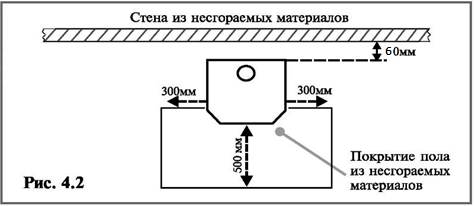 Стена из несгораемых материалов
60мм
300мм
300мм
500 мм
Покрытие пола
из несгораемых
материалов
Рис. 4.2